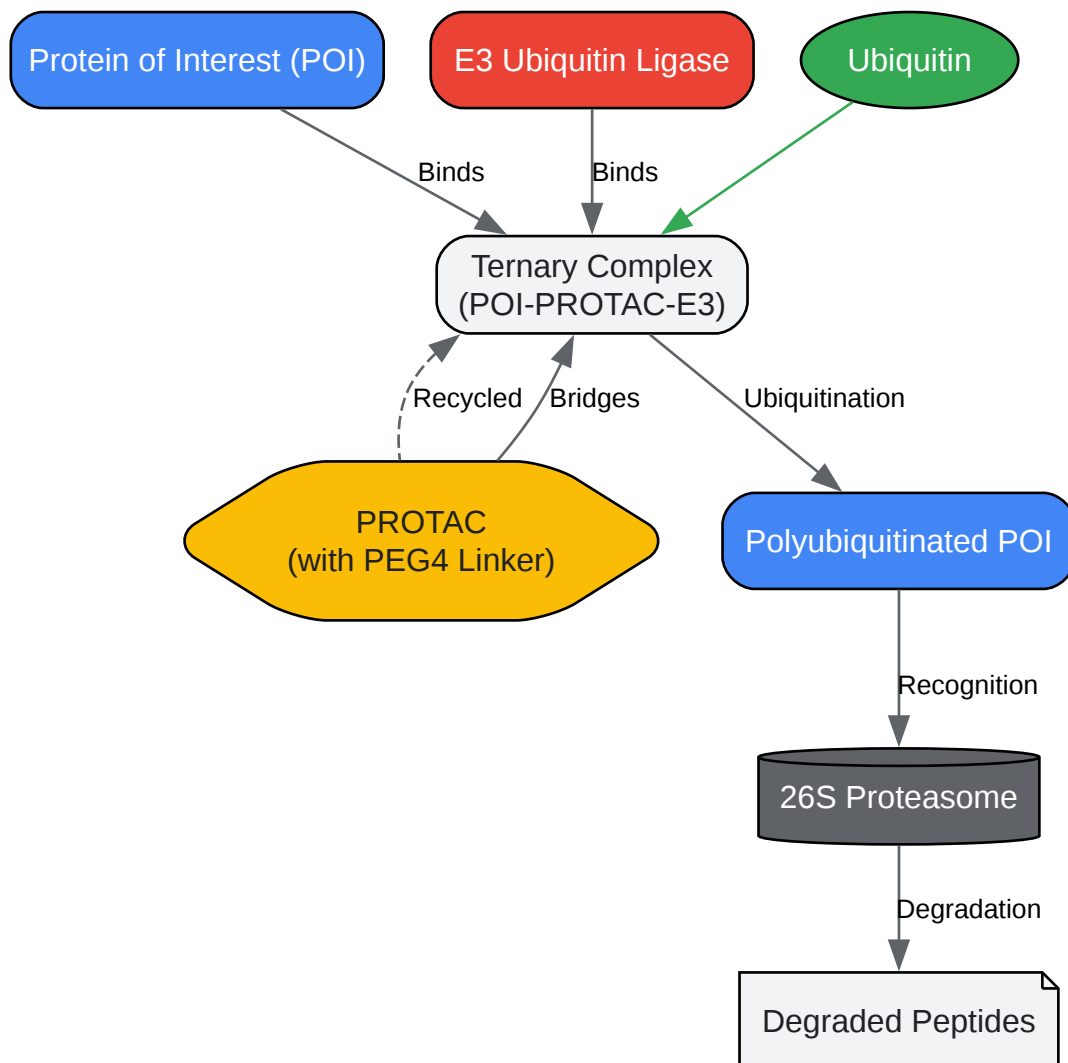 Protein of Interest (POI)
E3 Ubiquitin Ligase
Ubiquitin
Binds
Binds
Ternary Complex
(POI-PROTAC-E3)
Recycled
Bridges
Ubiquitination
PROTAC
(with PEG4 Linker)
Polyubiquitinated POI
Recognition
26S Proteasome
Degradation
Degraded Peptides